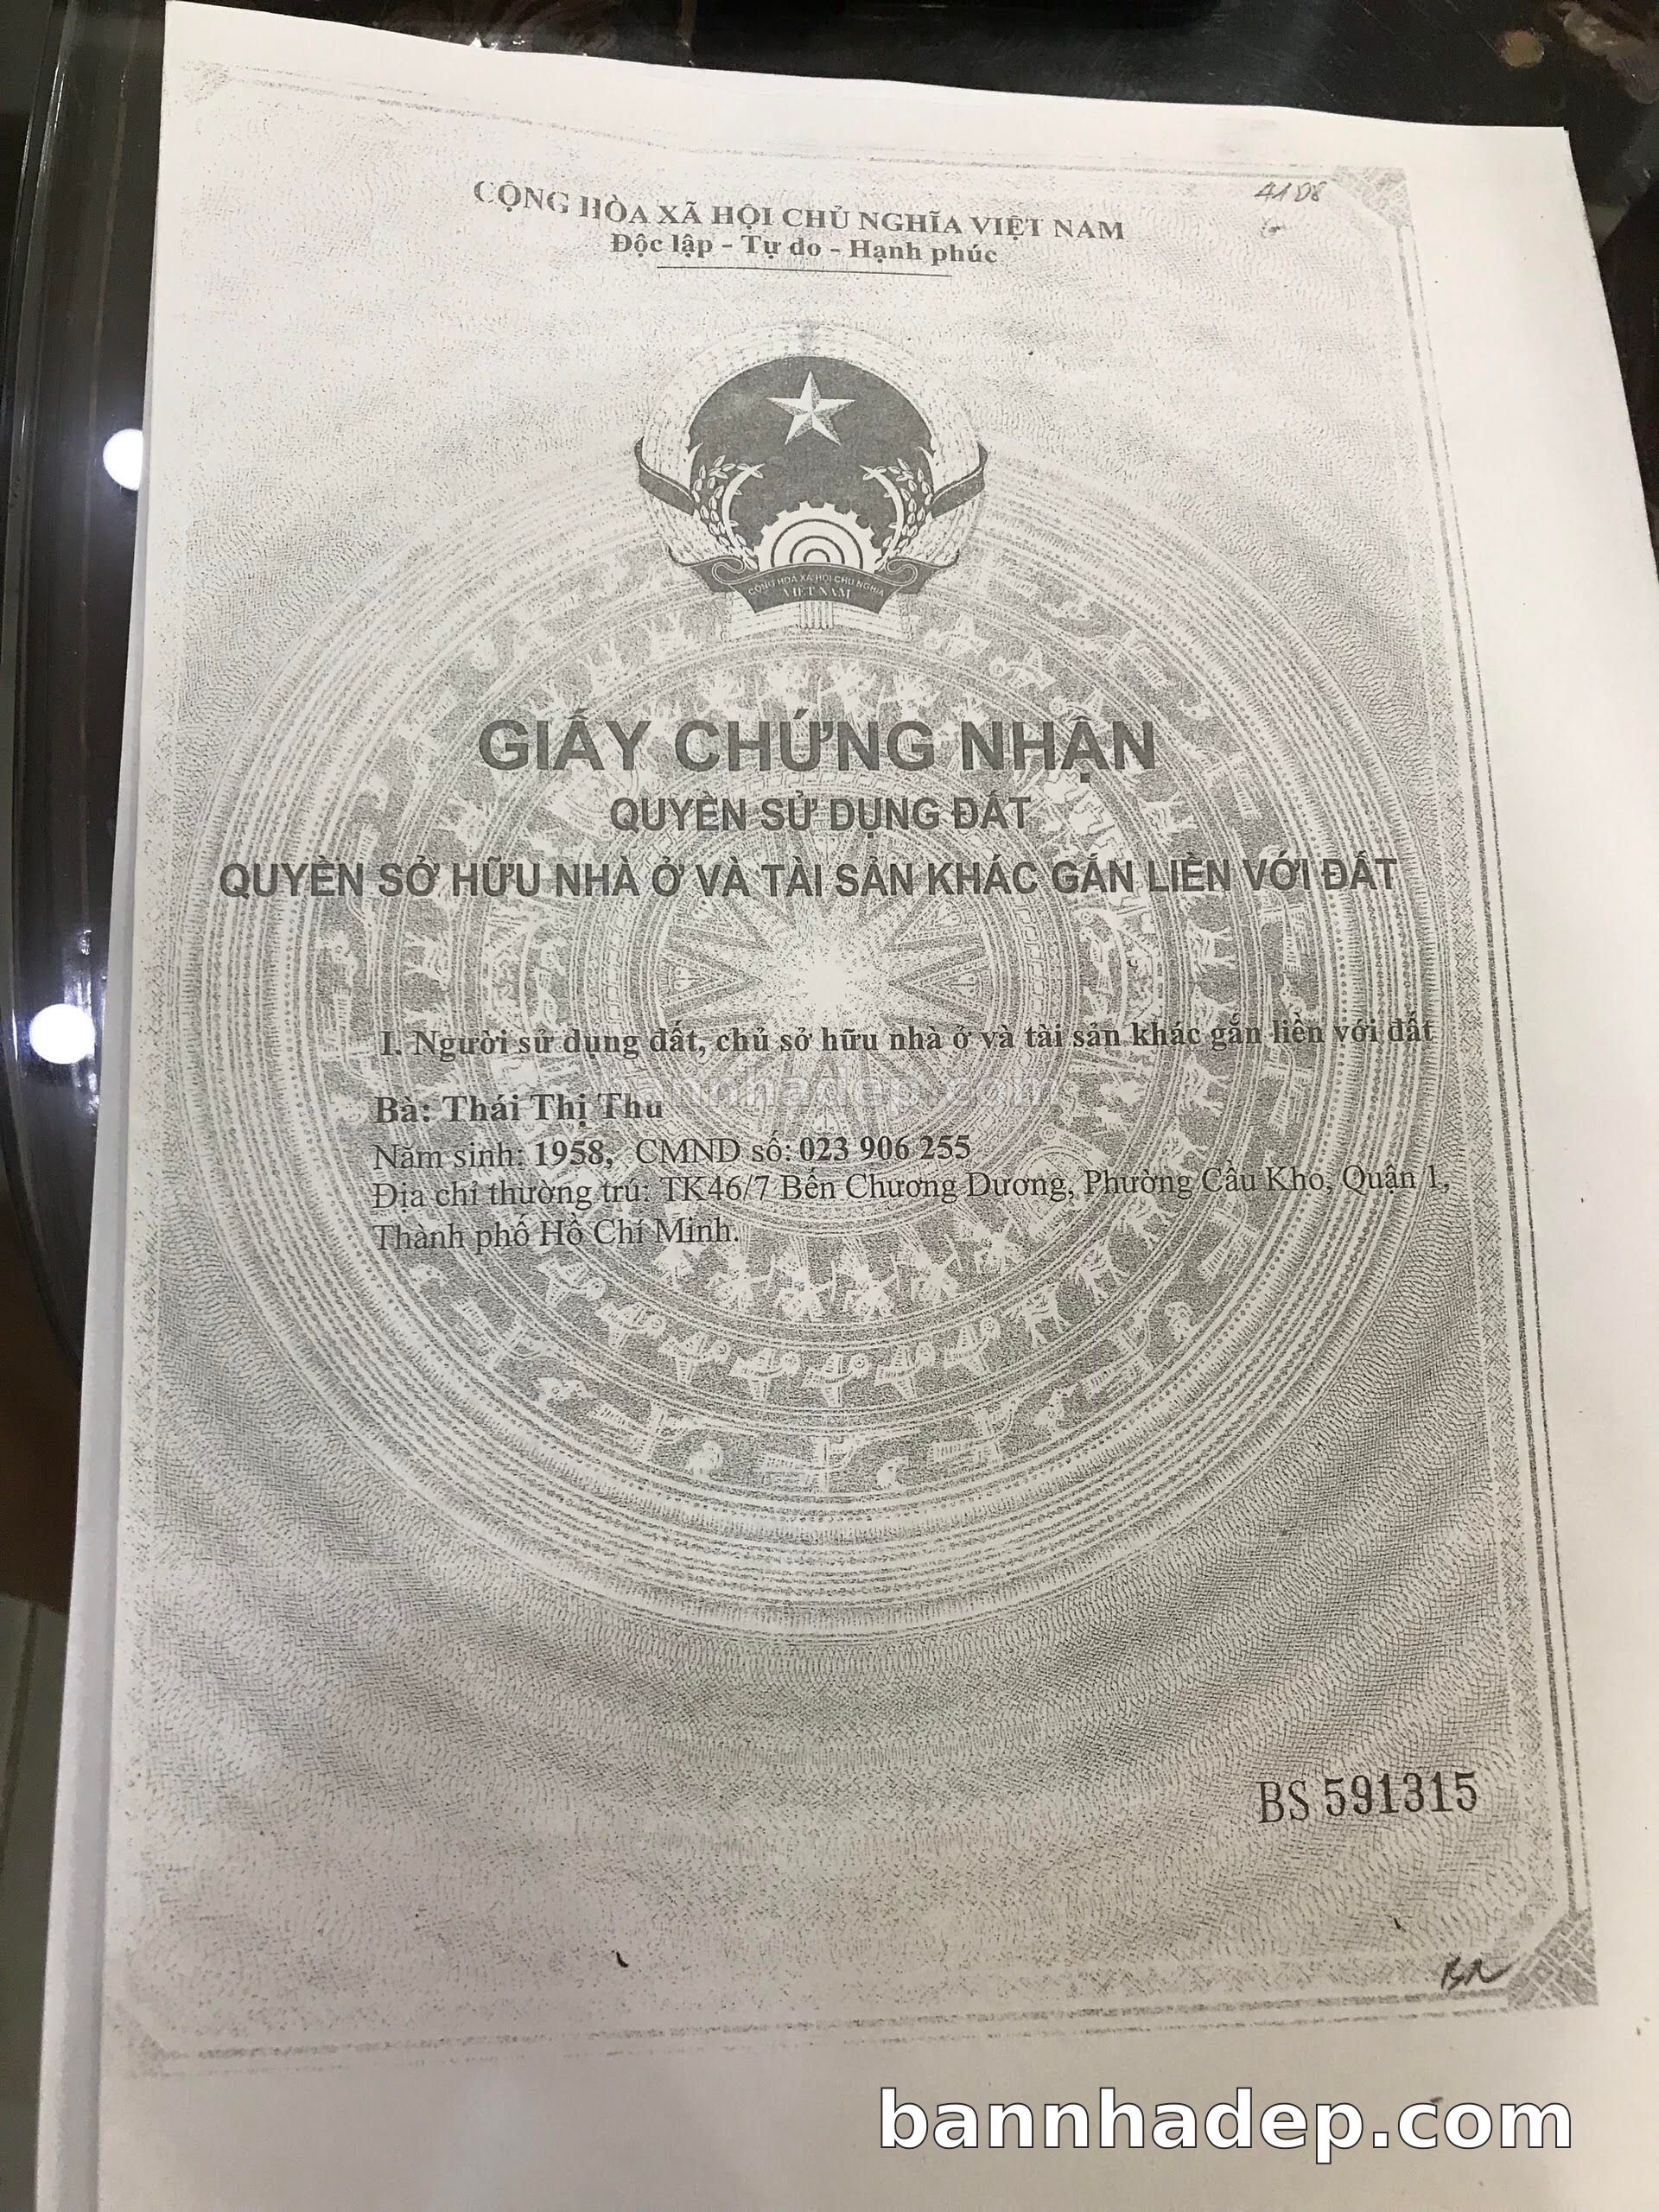 4108
CỘNG HÒA XÃ HỘI CHỦ NGHĨA VIỆT NAM
Độc lập - Tự do - Hạnh phúc
CỘNG HÒA XÃ HỘI CHỦ NGHĨA
VIỆT NAM
GIẤY CHỨNG NHẬN
QUYỀN SỬ DỤNG ĐẤT
QUYỀN SỞ HỮU NHÀ Ở VÀ TÀI SẢN KHÁC GẮN LIỀN VỚI ĐẤT
I. Người sử dụng đất, chủ sở hữu nhà ở và tài sản khác gắn liền với đất
bannhadep.com
Bà: Thái Thị Thu
Năm sinh: 1958, CMND số: 023 906 255
Địa chỉ thường trú: TK46/7 Bến Chương Dương, Phường Cầu Kho, Quận 1,
Thành phố Hồ Chí Minh.
BS 591315
bannhadep.com